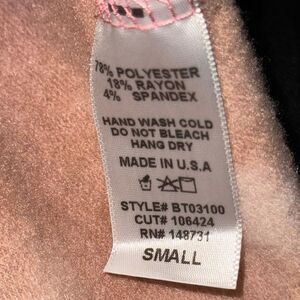 78% POLYESTER
18% RAYON
4% SPANDEX
HAND WASH COLD
DO NOT BLEACH
HANG DRY
MADE IN U.S.A
STYLE# BT03100
CUT# 106424
RN# 148731
SMALL